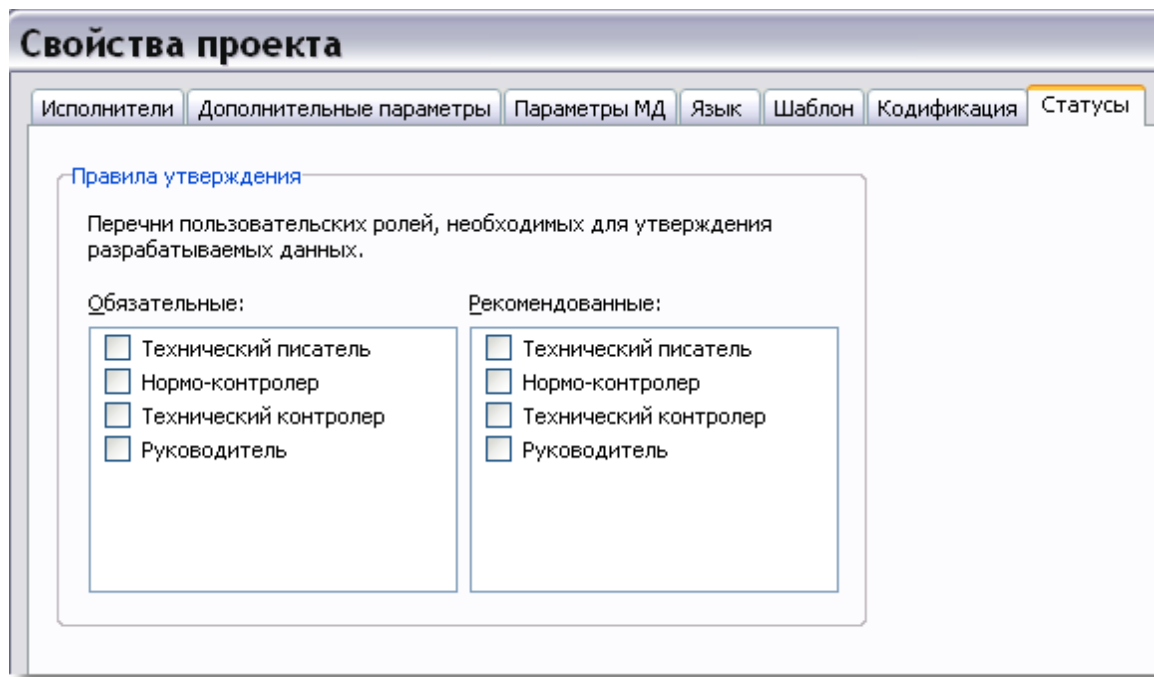 Свойства проекта
Исполнители Дополнительные параметры Параметры МД Язык Шаблон Кодификация Статусы
Правила утверждения
Перечни пользовательских ролей, необходимых для утверждения
разрабатываемых данных.
Обязательные: Рекомендованные:
Технический писатель Технический писатель
Нормо-контролер Нормо-контролер
Технический контролер Технический контролер
Руководитель Руководитель